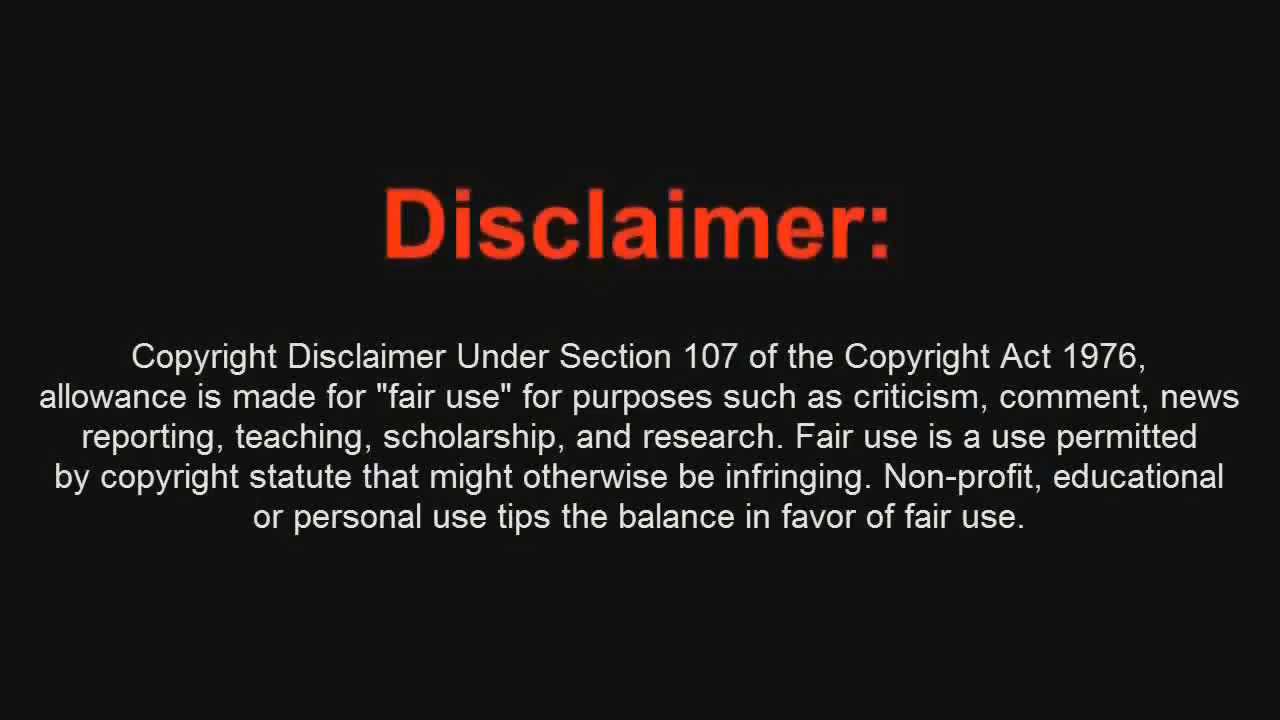 Disclaimer:
Copyright Disclaimer Under Section 107 of the Copyright Act 1976,
allowance is made for "fair use" for purposes such as criticism, comment, news
reporting, teaching, scholarship, and research. Fair use is a use permitted
by copyright statute that might otherwise be infringing. Non-profit, educational
or personal use tips the balance in favor of fair use.